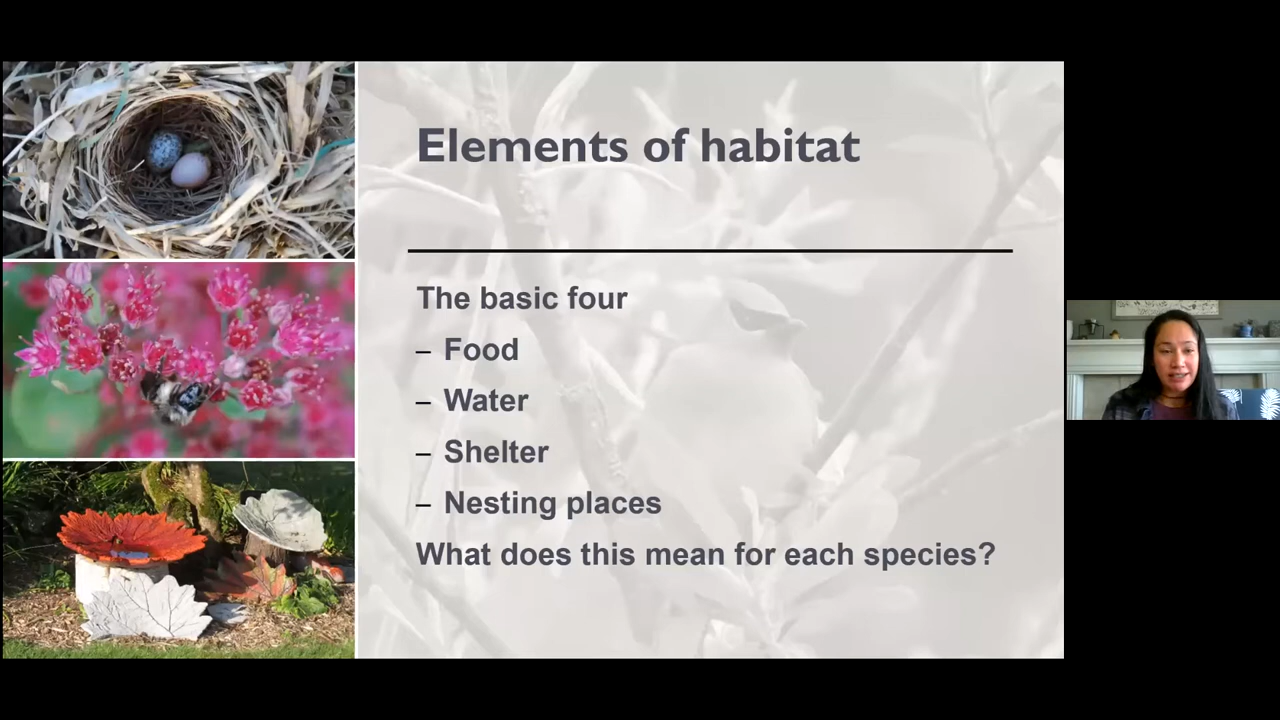 Elements of habitat
The basic four
– Food
– Water
– Shelter
– Nesting places
What does this mean for each species?